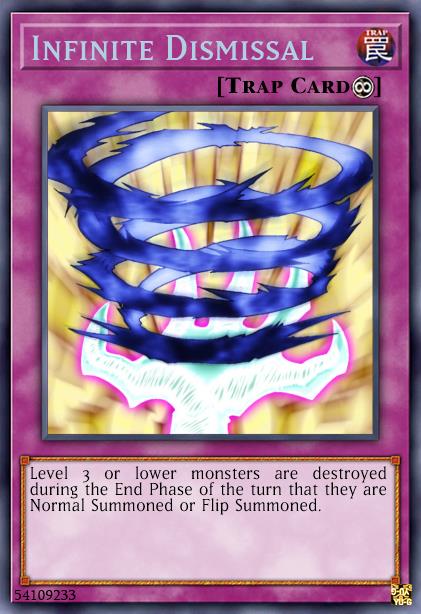 Infinite Dismissal
TRAP
罠
[Trap Card]
Level 3 or lower monsters are destroyed
during the End Phase of the turn that they are
Normal Summoned or Flip Summoned.
54109233